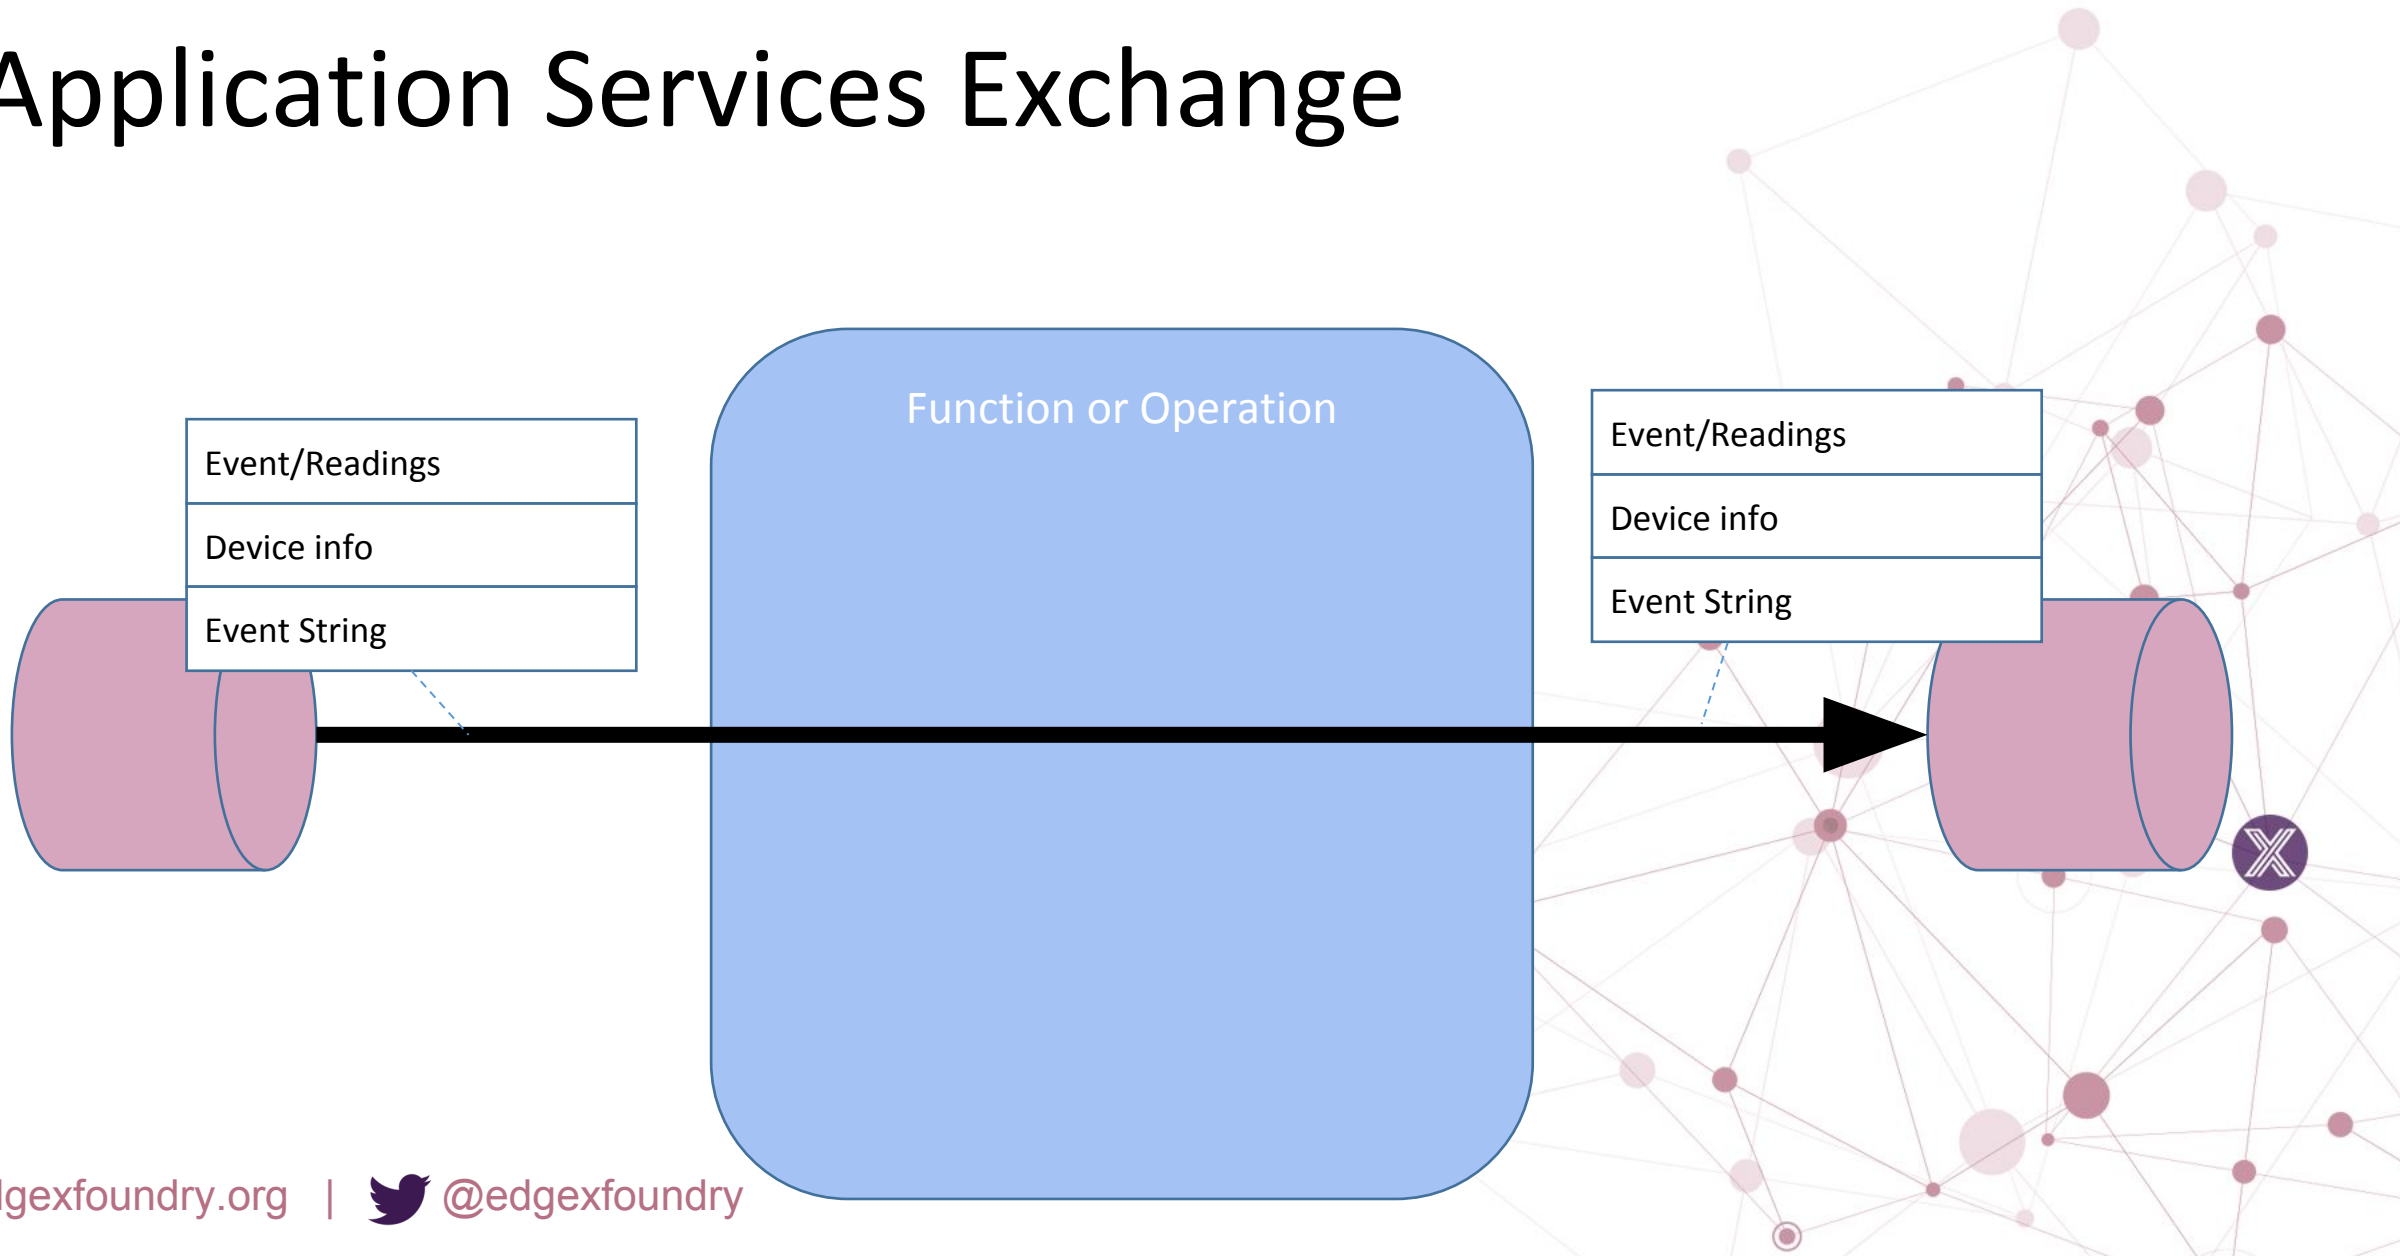 Application Services Exchange
Function or Operation
Event/Readings
Device info
Event String
Event/Readings
Device info
Event String
dgexfoundry.org | @edgexfoundry